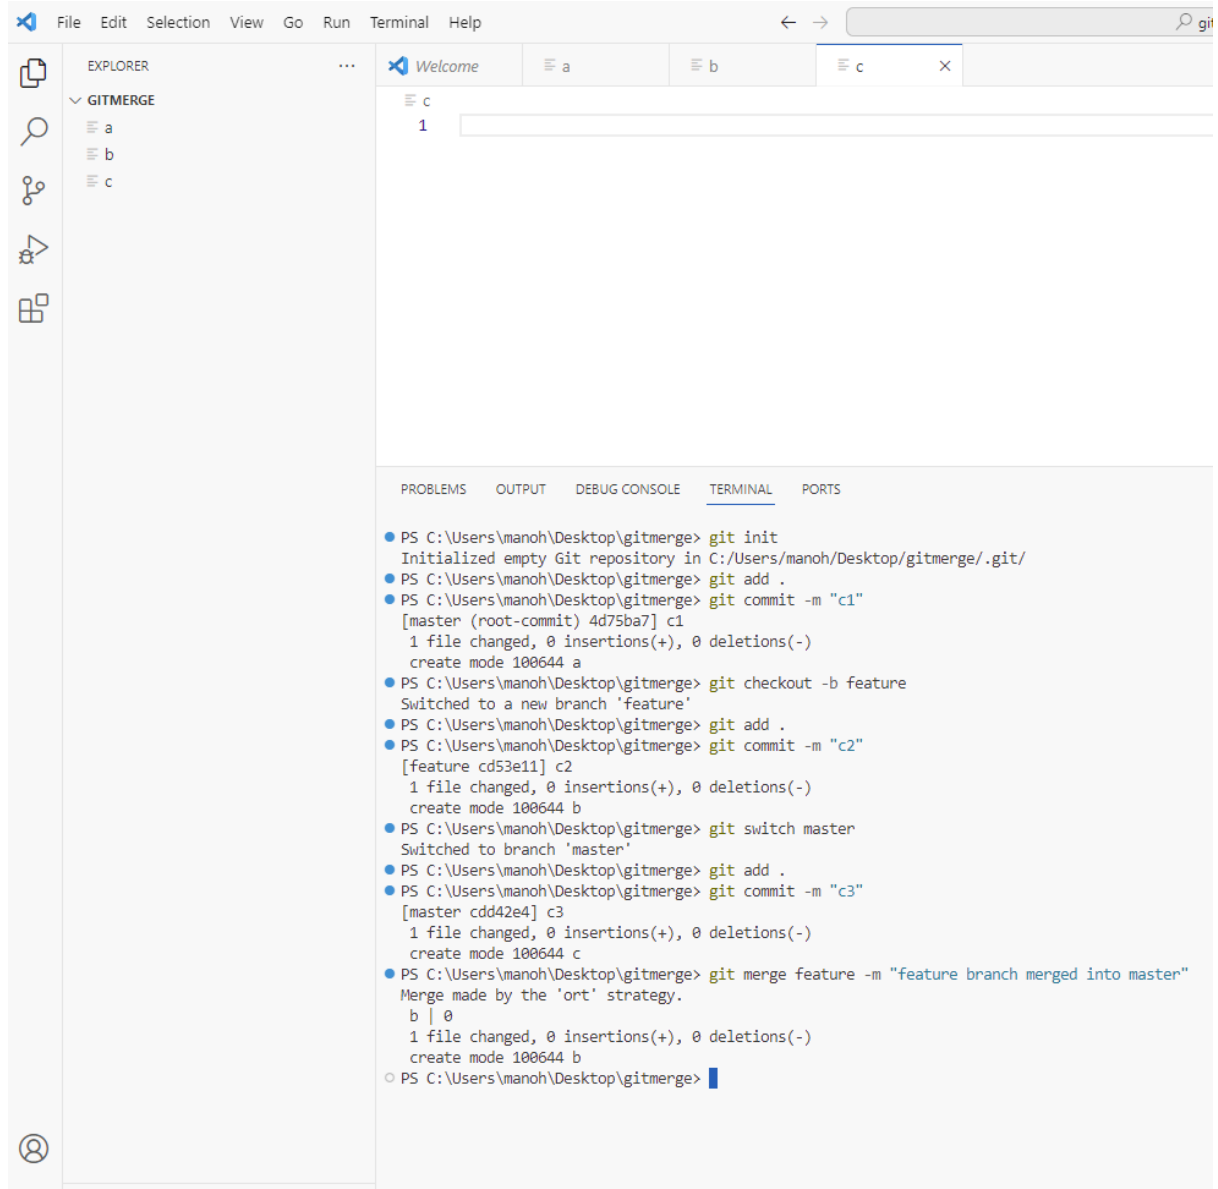 File Edit Selection View Go Run Terminal Help
git
EXPLORER
Welcome
a
b
c
GITMERGE
a
b
c
c
1
PROBLEMS OUTPUT DEBUG CONSOLE TERMINAL PORTS
PS C:\Users\manoh\Desktop\gitmerge> git init
Initialized empty Git repository in C:/Users/manoh/Desktop/gitmerge/.git/
PS C:\Users\manoh\Desktop\gitmerge> git add .
PS C:\Users\manoh\Desktop\gitmerge> git commit -m "c1"
[master (root-commit) 4d75ba7] c1
1 file changed, 0 insertions(+), 0 deletions(-)
create mode 100644 a
PS C:\Users\manoh\Desktop\gitmerge> git checkout -b feature
Switched to a new branch 'feature'
PS C:\Users\manoh\Desktop\gitmerge> git add .
PS C:\Users\manoh\Desktop\gitmerge> git commit -m "c2"
[feature cd53e11] c2
1 file changed, 0 insertions(+), 0 deletions(-)
create mode 100644 b
PS C:\Users\manoh\Desktop\gitmerge> git switch master
Switched to branch 'master'
PS C:\Users\manoh\Desktop\gitmerge> git add .
PS C:\Users\manoh\Desktop\gitmerge> git commit -m "c3"
[master cdd42e4] c3
1 file changed, 0 insertions(+), 0 deletions(-)
create mode 100644 c
PS C:\Users\manoh\Desktop\gitmerge> git merge feature -m "feature branch merged into master"
Merge made by the 'ort' strategy.
b | 0
1 file changed, 0 insertions(+), 0 deletions(-)
create mode 100644 b
PS C:\Users\manoh\Desktop\gitmerge>